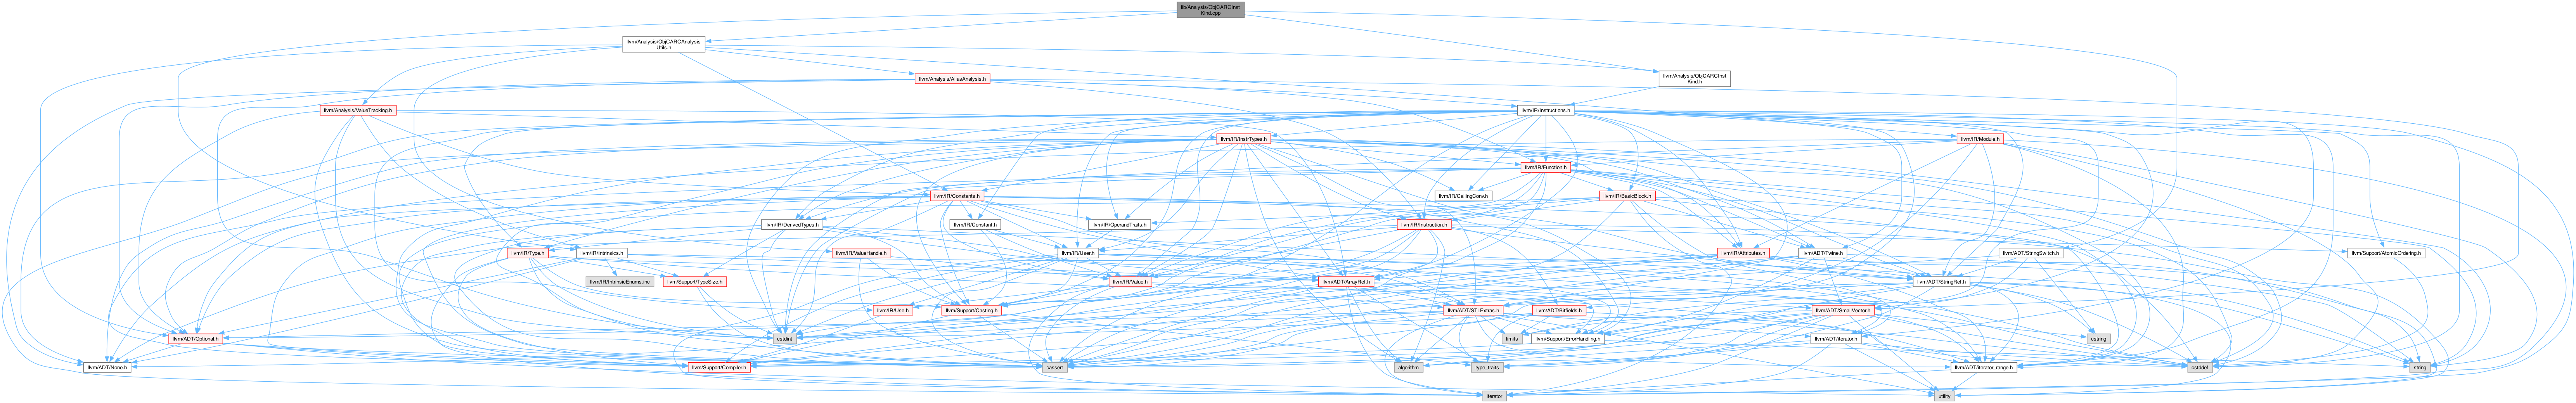 lib/Analysis/ObjCARCInst
Kind.cpp
llvm/Analysis/ObjCARCAnalysis
Utils.h
llvm/Analysis/AliasAnalysis.h
llvm/Analysis/ObjCARCInst
Kind.h
llvm/Analysis/ValueTracking.h
llvm/IR/Instructions.h
llvm/IR/InstrTypes.h
llvm/IR/Module.h
llvm/IR/Function.h
llvm/IR/Constants.h
llvm/IR/CallingConv.h
llvm/IR/BasicBlock.h
llvm/IR/DerivedTypes.h
llvm/IR/Constant.h
llvm/IR/OperandTraits.h
llvm/IR/Instruction.h
llvm/IR/Type.h
llvm/IR/Intrinsics.h
llvm/IR/ValueHandle.h
llvm/IR/User.h
llvm/IR/Attributes.h
llvm/ADT/Twine.h
llvm/ADT/StringSwitch.h
llvm/Support/AtomicOrdering.h
llvm/IR/IntrinsicEnums.inc
llvm/Support/TypeSize.h
llvm/IR/Value.h
llvm/ADT/ArrayRef.h
llvm/ADT/StringRef.h
llvm/IR/Use.h
llvm/Support/Casting.h
llvm/ADT/STLExtras.h
llvm/ADT/Bitfields.h
llvm/ADT/SmallVector.h
llvm/ADT/Optional.h
cstdint
limits
llvm/Support/ErrorHandling.h
llvm/ADT/iterator.h
cstring
llvm/ADT/None.h
llvm/Support/Compiler.h
cassert
algorithm
type_traits
llvm/ADT/iterator_range.h
cstddef
string
iterator
utility